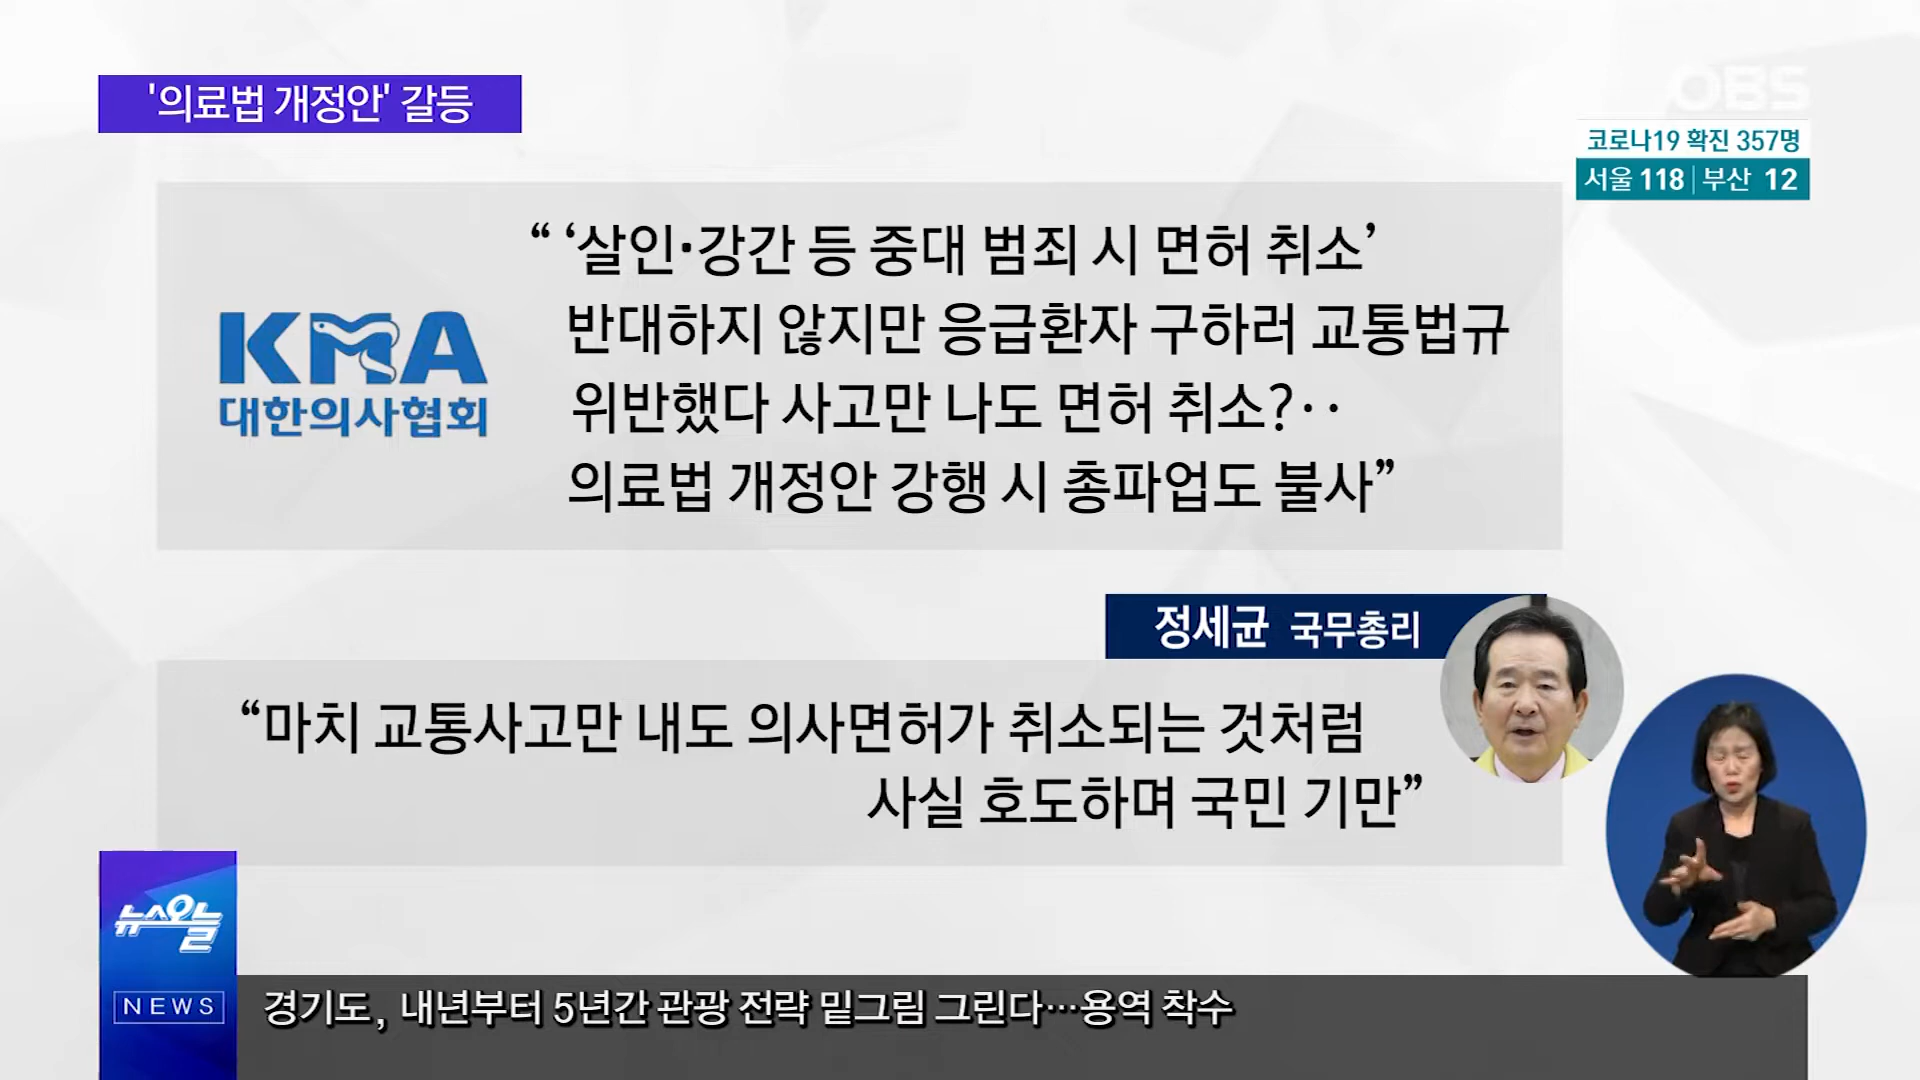 '의료법 개정안' 갈등
OBS
코로나19 확진 357명
서울 118 | 부산 12
“ ‘살인·강간 등 중대 범죄 시 면허 취소’
반대하지 않지만 응급환자 구하러 교통법규
위반했다 사고만 나도 면허 취소?··
의료법 개정안 강행 시 총파업도 불사”
KMA
대한의사협회
정세균 국무총리
“마치 교통사고만 내도 의사면허가 취소되는 것처럼
사실 호도하며 국민 기만”
뉴스오늘
NEWS
경기도, 내년부터 5년간 관광 전략 밑그림 그린다…용역 착수